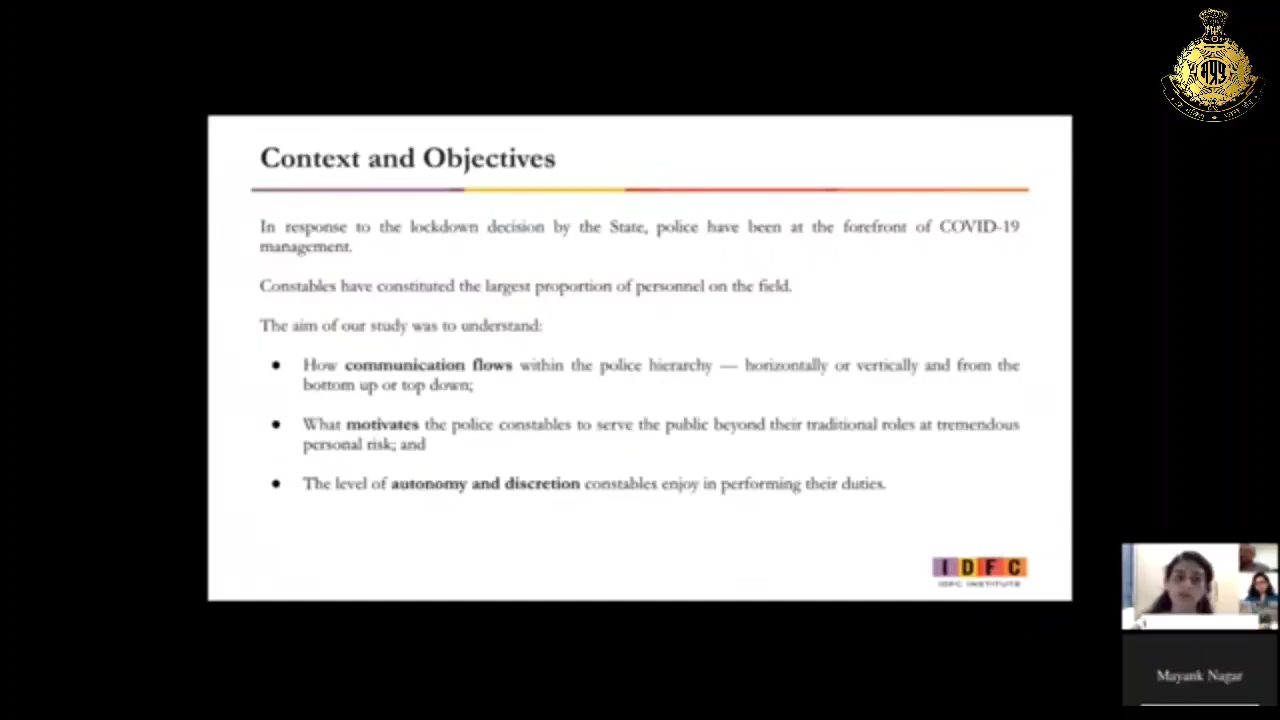 Context and Objectives
In response to the lockdown decision by the State, police have been at the forefront of COVID-19
management.
Constables have constituted the largest proportion of personnel on the field.
The aim of our study was to understand:
● How communication flows within the police hierarchy — horizontally or vertically and from the
bottom up or top down;
● What motivates the police constables to serve the public beyond their traditional roles at tremendous
personal risk; and
● The level of autonomy and discretion constables enjoy in performing their duties.
IDFC
IDFC INSTITUTE
Mayank Nagar